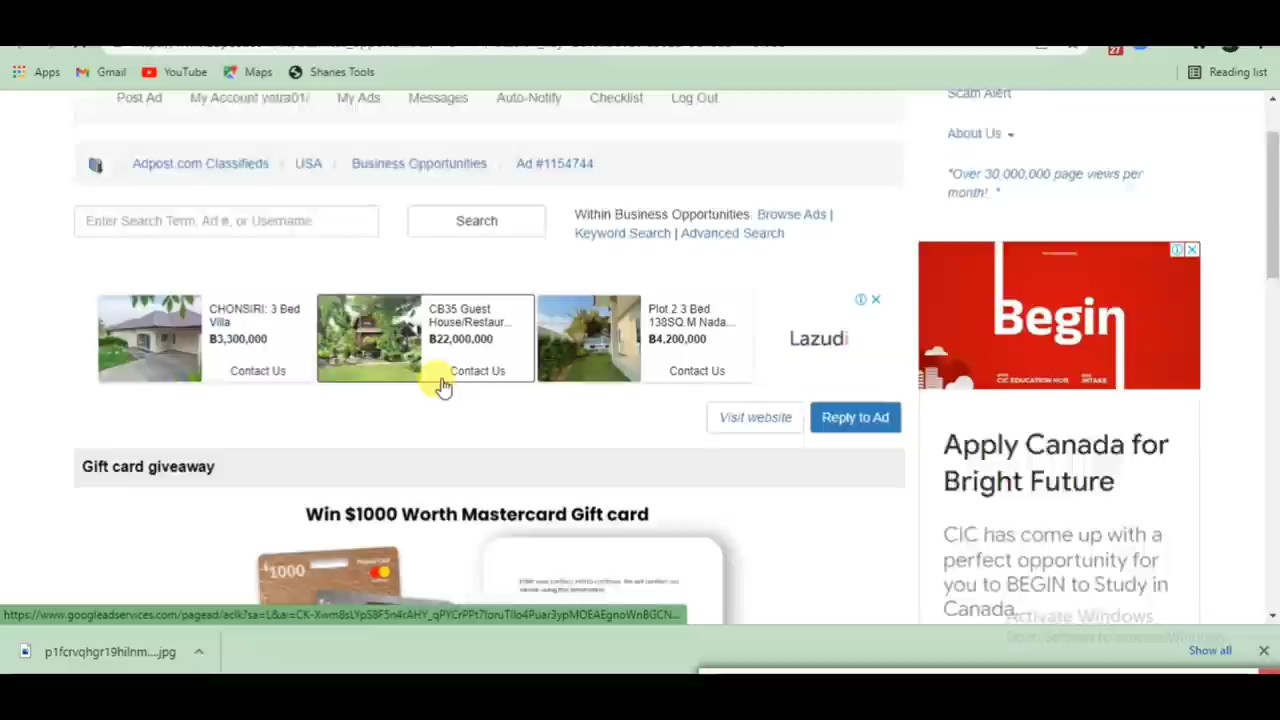 27
Apps
Gmail
YouTube
Maps
Shanes Tools
Reading list
Post Ad
My Account yatra01/
My Ads
Messages
Auto-Notify
Checklist
Log Out
Scam Alert
About Us
"Over 30,000,000 page views per
month! "
Adpost.com Classifieds
USA
Business Opportunities
Ad #1154744
Enter Search Term, Ad #, or Username
Search
Within Business Opportunities: Browse Ads |
Keyword Search | Advanced Search
CHONSIRI: 3 Bed
Villa
฿3,300,000
Contact Us
CB35 Guest
House/Restaur...
฿22,000,000
Contact Us
Plot 2 3 Bed
138SQ M Nada...
฿4,200,000
Contact Us
Lazudi
Visit website
Reply to Ad
Gift card giveaway
Win $1000 Worth Mastercard Gift card
$1000
Begin
CIC EDUCATION HUB
INTAKE
Apply Canada for
Bright Future
CIC has come up with a
perfect opportunity for
you to BEGIN to Study in
Canada.
Activate Windows
p1fcrvqhgr19hilnm....jpg
Show all